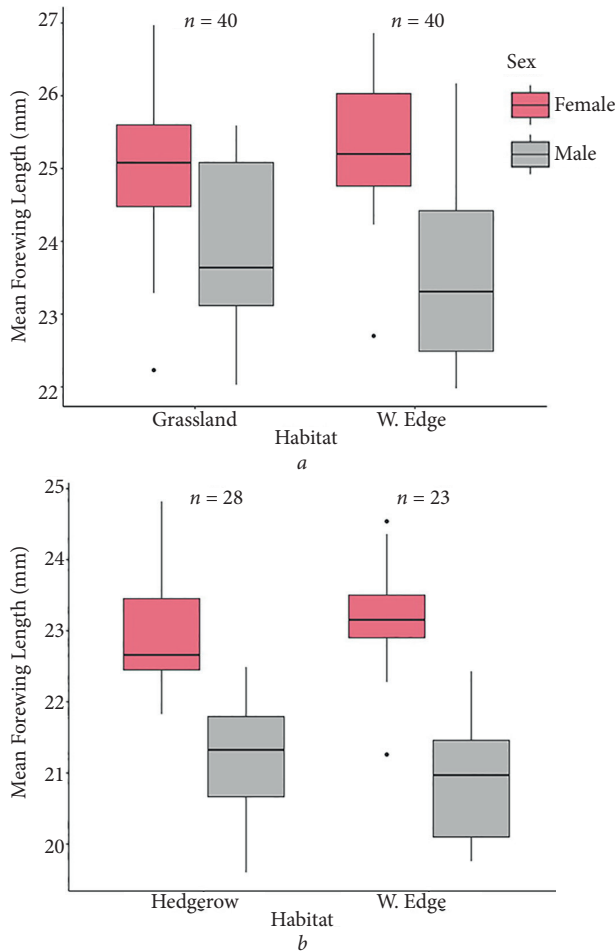 n = 40
n = 40
27
26
25
24
23
22
Mean Forewing Length (mm)
Sex
Female
Male
Grassland
W. Edge
Habitat
a
n = 28
n = 23
25
24
23
22
21
20
Mean Forewing Length (mm)
Hedgerow
W. Edge
Habitat
b